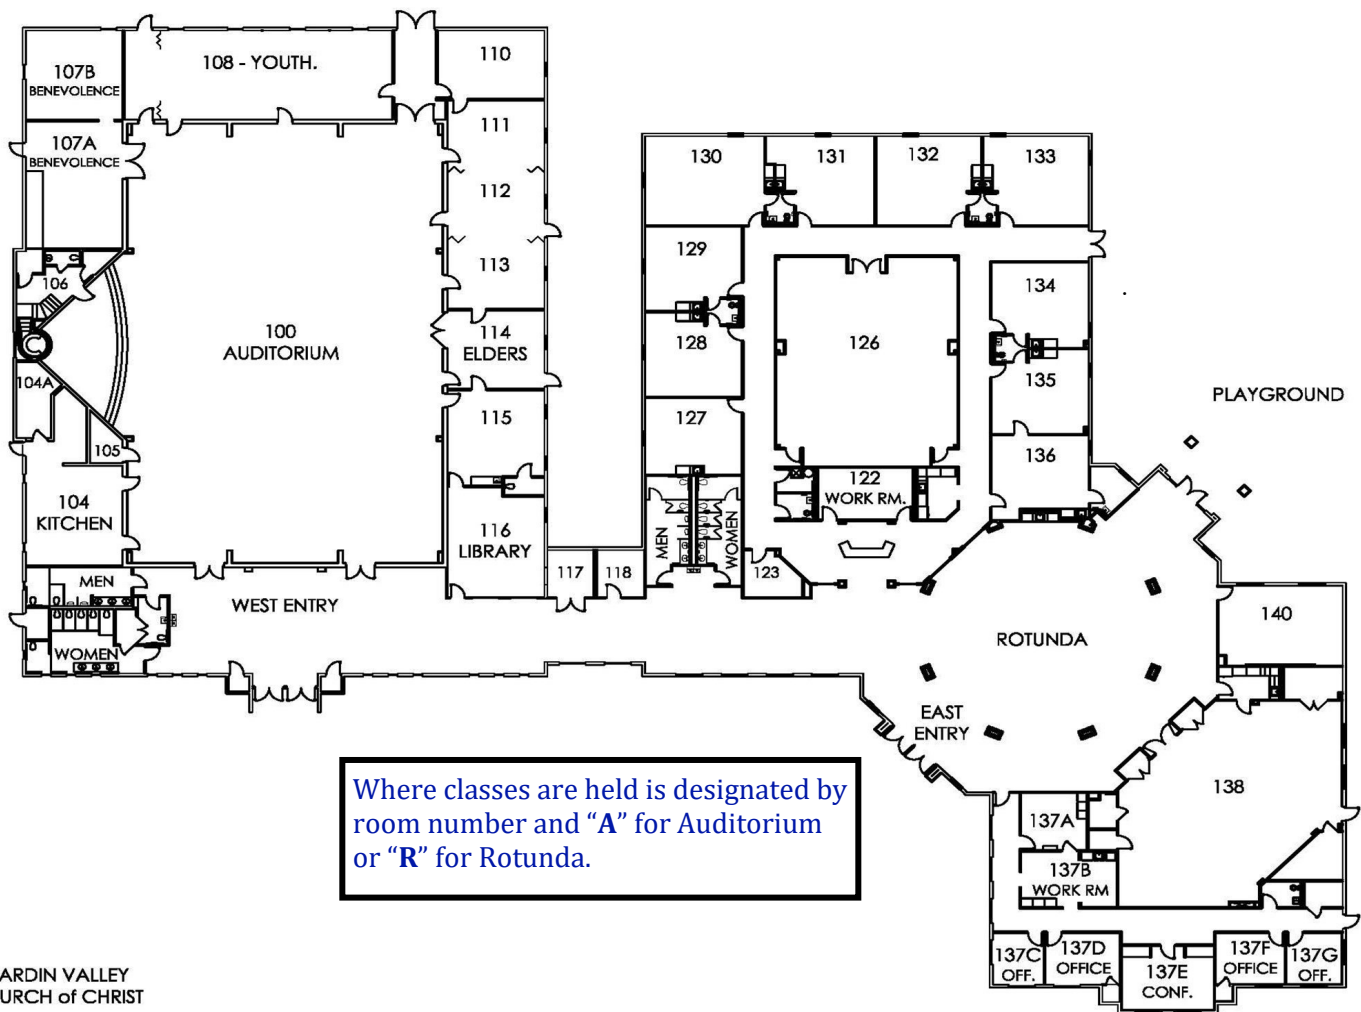 107B
BENEVOLENCE
108 - YOUTH.
110
107A
BENEVOLENCE
111
112
113
106
100
AUDITORIUM
114
ELDERS
104A
115
105
104
KITCHEN
116
LIBRARY
MEN
WOMEN
WEST ENTRY
117
118
130
131
132
133
129
128
127
126
134
135
136
122
WORK RM.
MEN
WOMEN
123
PLAYGROUND
140
ROTUNDA
EAST
ENTRY
138
137A
137B
WORK RM
137C
OFF.
137D
OFFICE
137E
CONF.
137F
OFFICE
137G
OFF.
Where classes are held is designated by
room number and “A” for Auditorium
or “R” for Rotunda.
ARDIN VALLEY
URCH of CHRIST